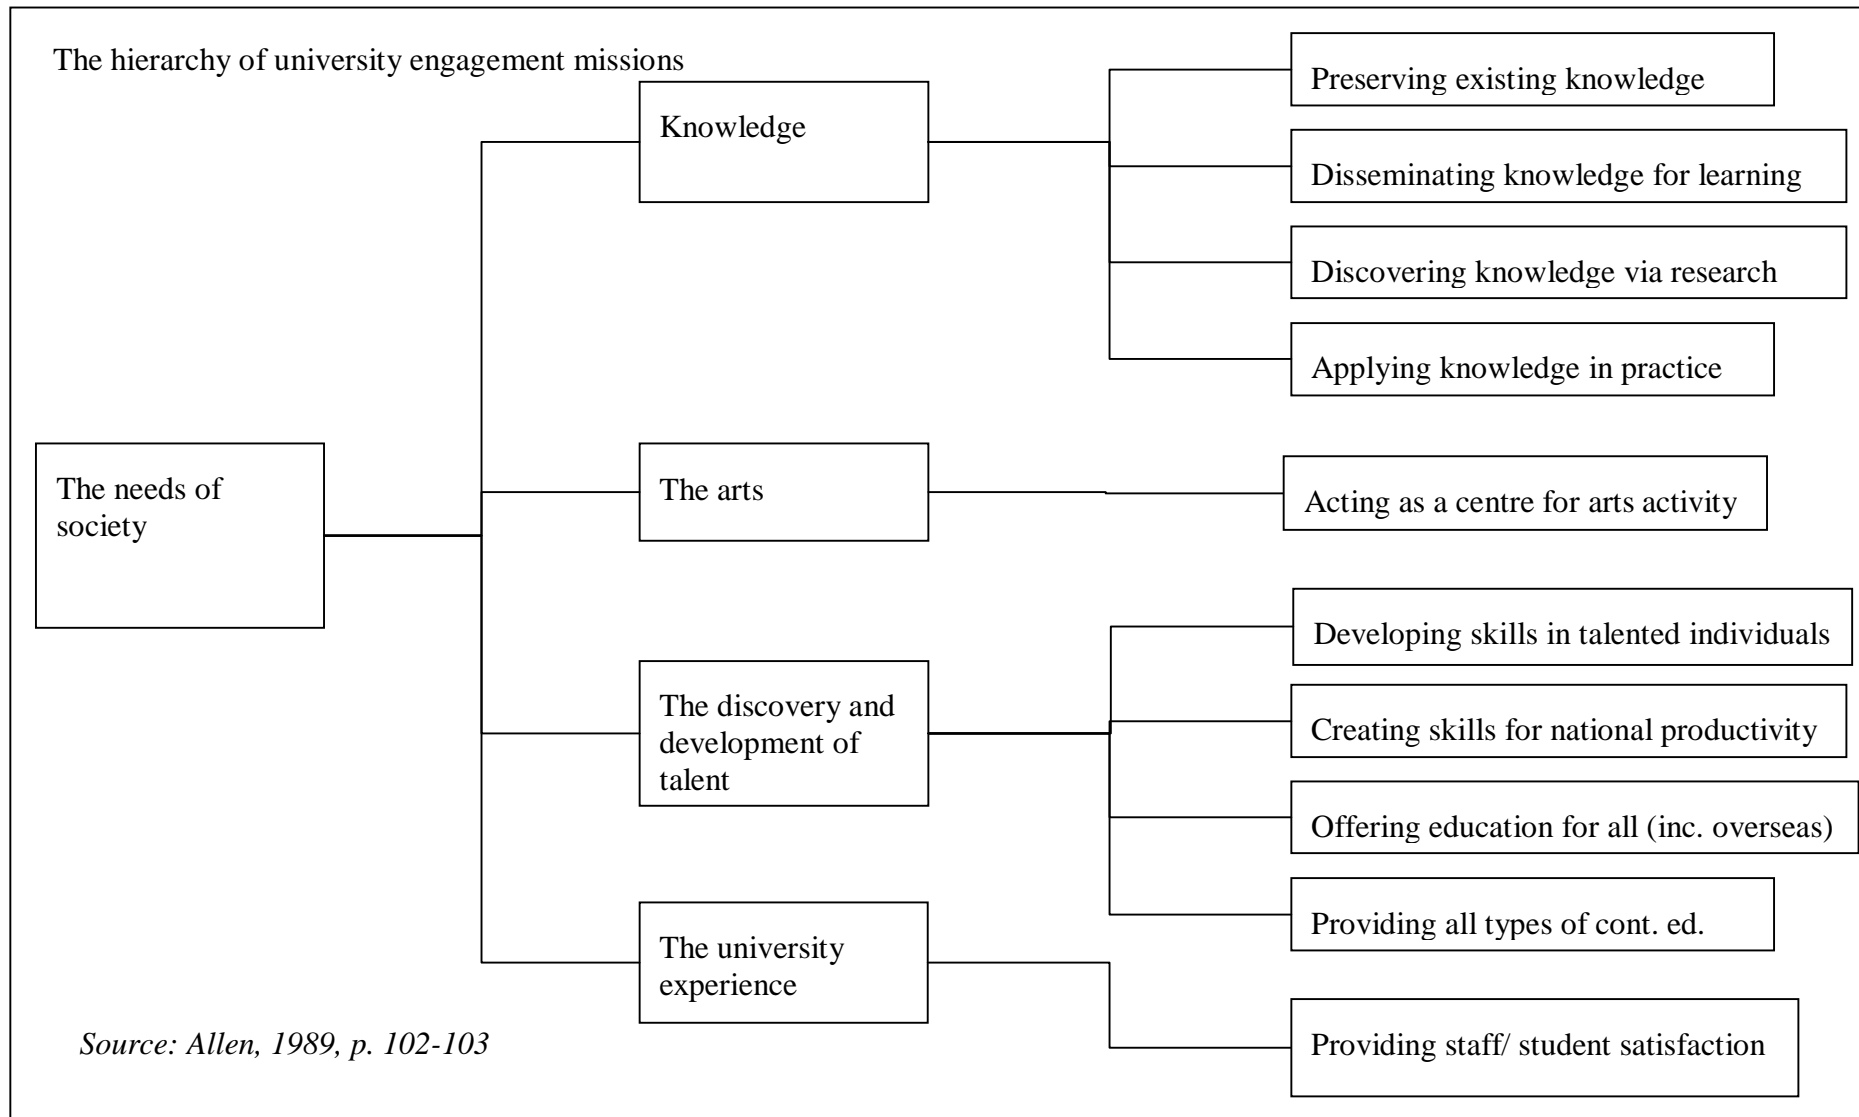 The hierarchy of university engagement missions
The needs of
society
Knowledge
Preserving existing knowledge
Disseminating knowledge for learning
Discovering knowledge via research
Applying knowledge in practice
The arts
Acting as a centre for arts activity
The discovery and
development of
talent
Developing skills in talented individuals
Creating skills for national productivity
Offering education for all (inc. overseas)
Providing all types of cont. ed.
The university
experience
Providing staff/ student satisfaction
Source: Allen, 1989, p. 102-103